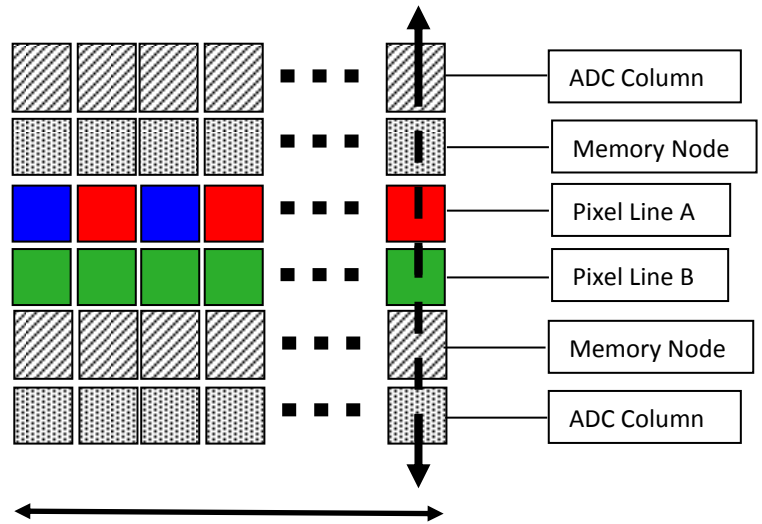 ADC Column
Memory Node
Pixel Line A
Pixel Line B
Memory Node
ADC Column